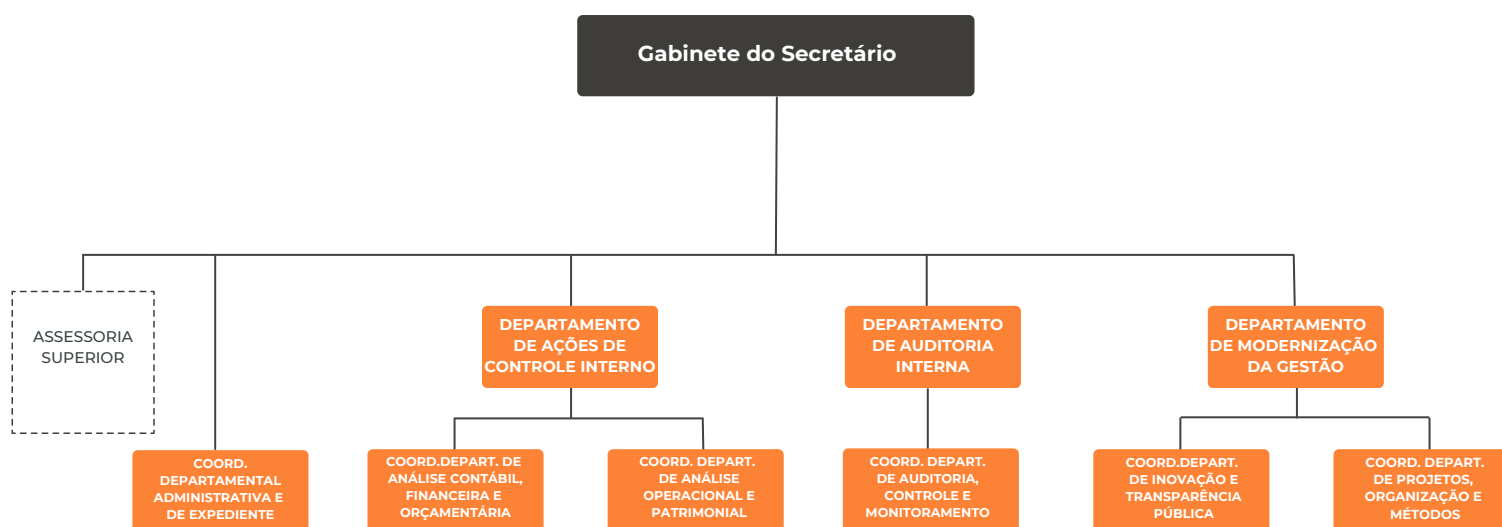 Gabinete do Secretário
ASSESSORIA
SUPERIOR
DEPARTAMENTO
DE AÇÕES DE
CONTROLE INTERNO
DEPARTAMENTO
DE AUDITORIA
INTERNA
DEPARTAMENTO
DE MODERNIZAÇÃO
DA GESTÃO
COORD.
DEPARTAMENTAL
ADMINISTRATIVA E
DE EXPEDIENTE
COORD.DEPART. DE
ANÁLISE CONTÁBIL,
FINANCEIRA E
ORÇAMENTÁRIA
COORD. DEPART.
DE ANÁLISE
OPERACIONAL E
PATRIMONIAL
COORD. DEPART.
DE AUDITORIA,
CONTROLE E
MONITORAMENTO
COORD.DEPART.
DE INOVAÇÃO E
TRANSPARÊNCIA
PÚBLICA
COORD. DEPART.
DE PROJETOS,
ORGANIZAÇÃO E
MÉTODOS